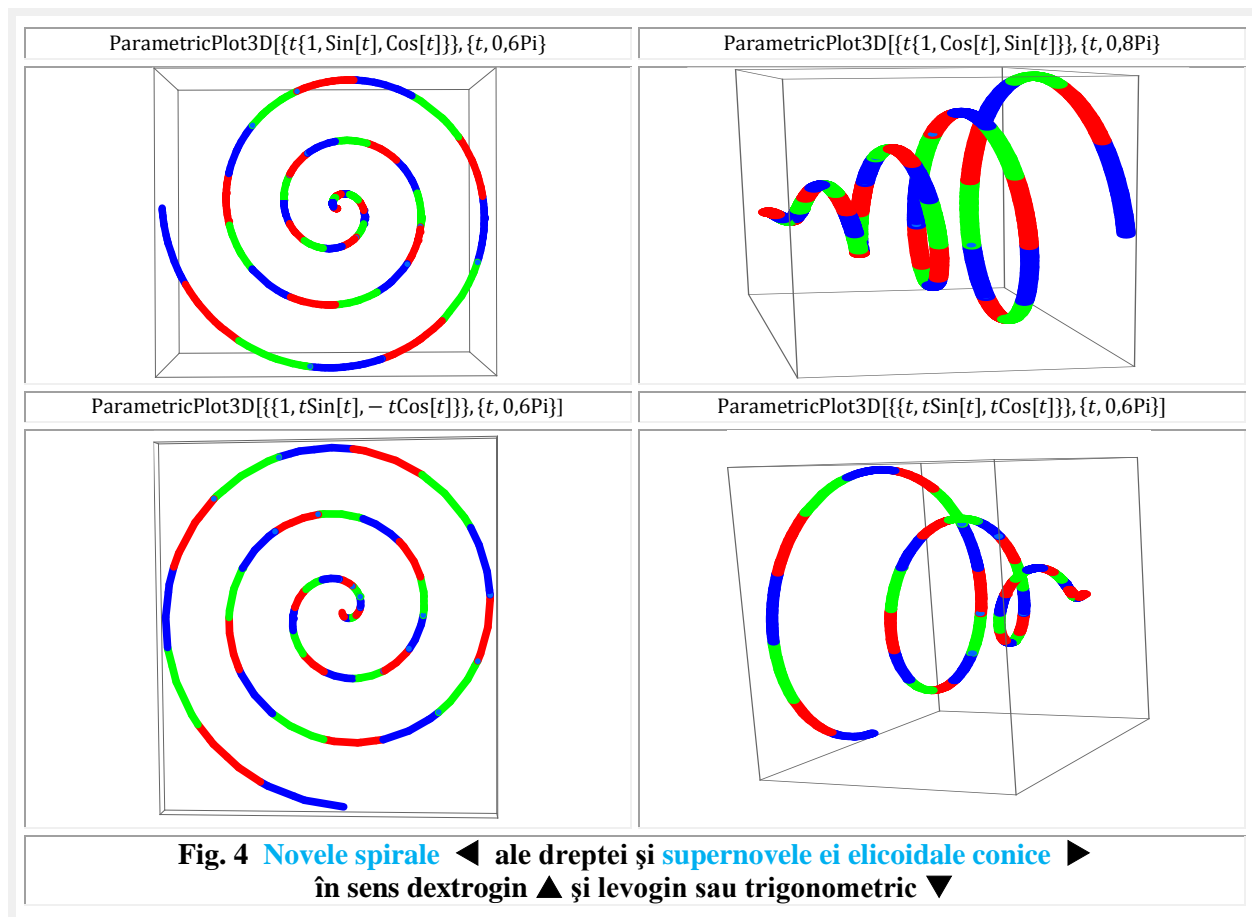 ParametricPlot3D[{t{1, Sin[t], Cos[t]}}, {t, 0,6Pi}
ParametricPlot3D[{t{1, Cos[t], Sin[t]}}, {t, 0,8Pi}
ParametricPlot3D[{{1, tSin[t], − tCos[t]}}, {t, 0,6Pi}]
ParametricPlot3D[{{t, tSin[t], tCos[t]}}, {t, 0,6Pi}]
Fig. 4 Novele spirale ◄ ale dreptei şi supernovele ei elicoidale conice ►
în sens dextrogin ▲ şi levogin sau trigonometric ▼